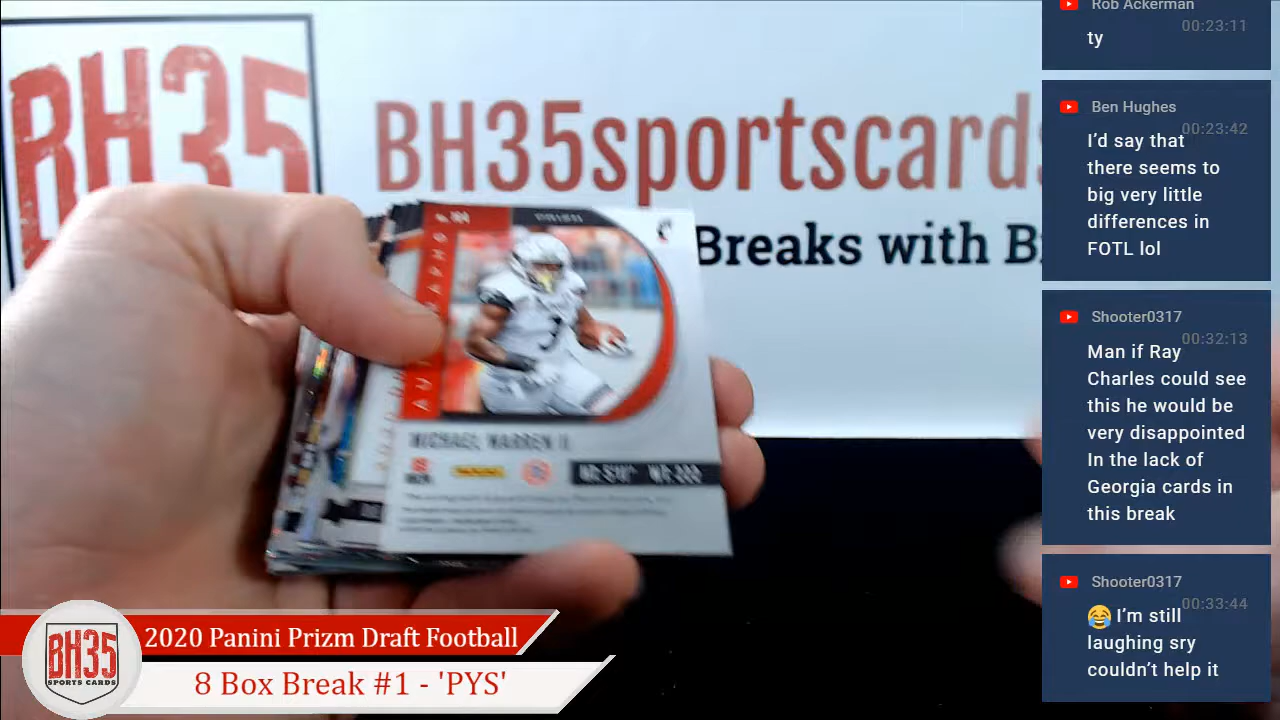 BH35
BH35sportscards
Breaks with B
PRIZM
MICHAEL WARREN II
2020 Panini Prizm Draft Football
8 Box Break #1 - 'PYS'
BH35
SPORTS CARDS
Rob Ackerman
00:23:11
ty
Ben Hughes
00:23:42
I'd say that
there seems to
big very little
differences in
FOTL lol
Shooter0317
00:32:13
Man if Ray
Charles could see
this he would be
very disappointed
In the lack of
Georgia cards in
this break
Shooter0317
00:33:44
😂 I'm still
laughing sry
couldn't help it